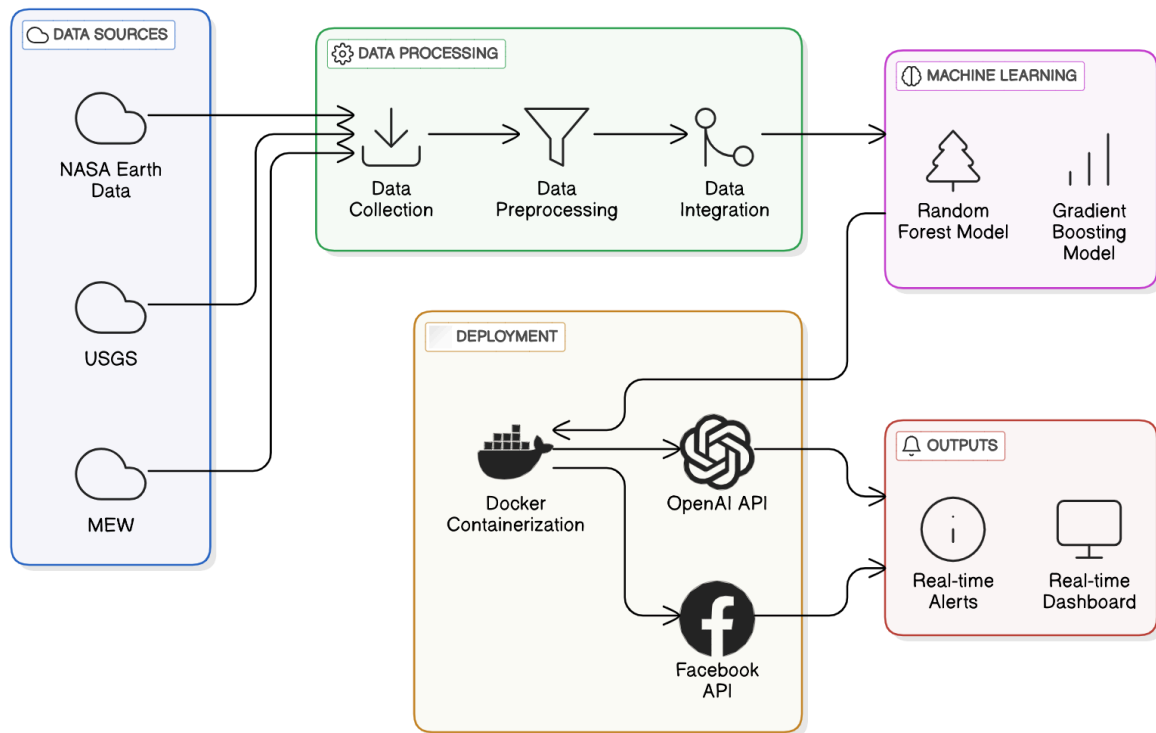 DATA SOURCES
NASA Earth
Data
USGS
MEW
DATA PROCESSING
Data
Collection
Data
Preprocessing
Data
Integration
MACHINE LEARNING
Random
Forest Model
Gradient
Boosting
Model
DEPLOYMENT
Docker
Containerization
OpenAI API
Facebook
API
OUTPUTS
Real-time
Alerts
Real-time
Dashboard